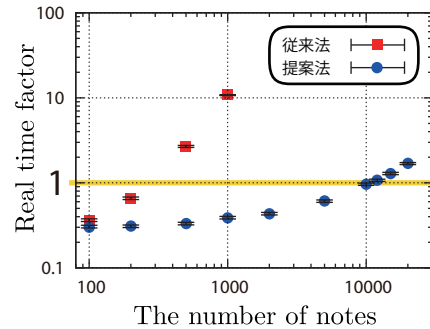 100
10
1
0.1
Real time factor
従来法
提案法
100
1000
10000
The number of notes